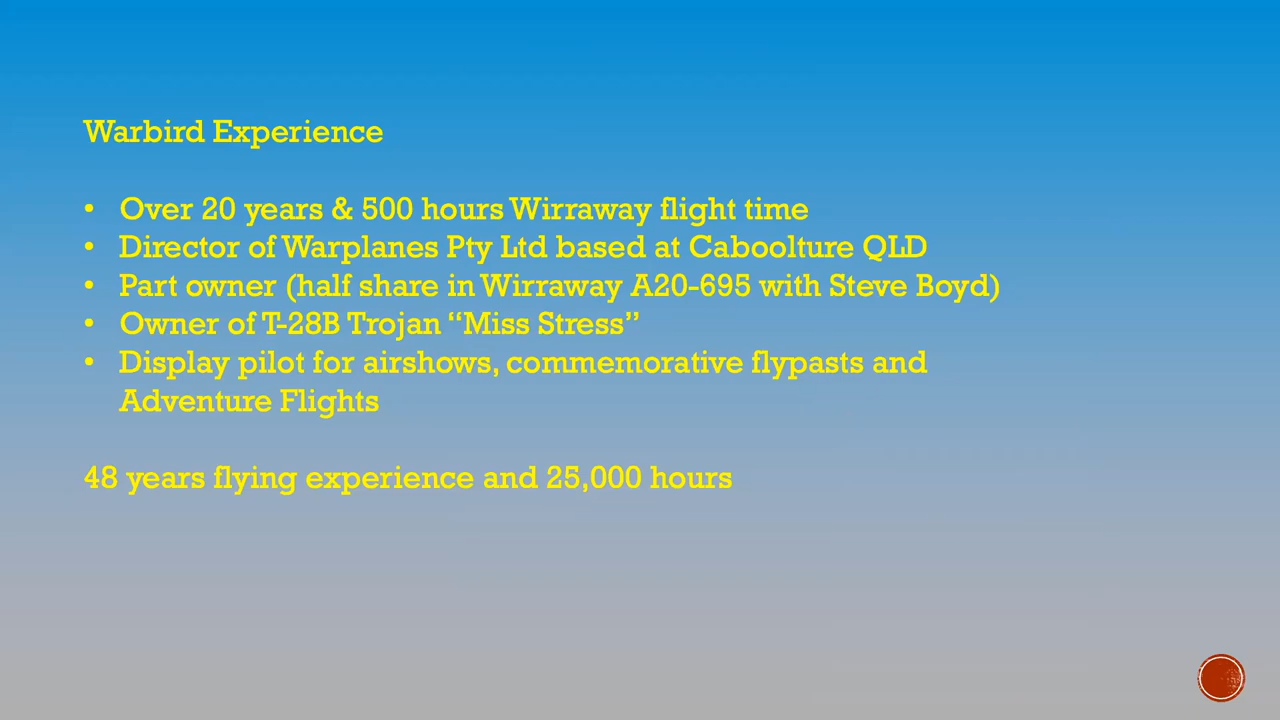 Warbird Experience
• Over 20 years & 500 hours Wirraway flight time
• Director of Warplanes Pty Ltd based at Caboolture QLD
• Part owner (half share in Wirraway A20-695 with Steve Boyd)
• Owner of T-28B Trojan “Miss Stress”
• Display pilot for airshows, commemorative flypasts and
Adventure Flights
48 years flying experience and 25,000 hours